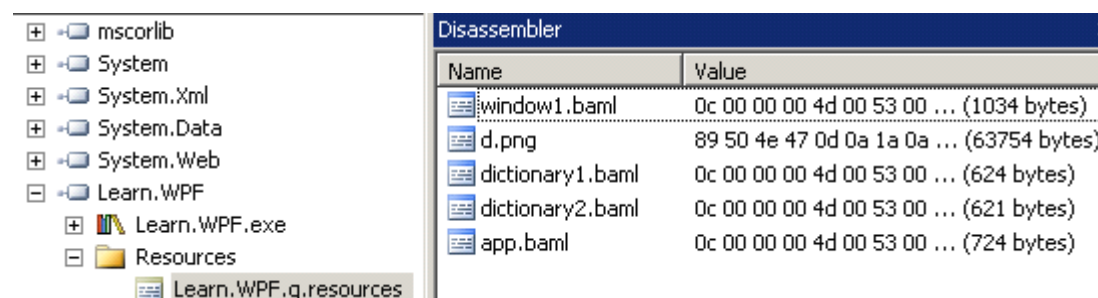 mscorlib
System
System.Xml
System.Data
System.Web
Learn.WPF
Learn.WPF.exe
Resources
Learn.WPF.g.resources
Disassembler
Name Value
window1.baml 0c 00 00 00 4d 00 53 00 ... (1034 bytes)
d.png 89 50 4e 47 0d 0a 1a 0a ... (63754 bytes)
dictionary1.baml 0c 00 00 00 4d 00 53 00 ... (624 bytes)
dictionary2.baml 0c 00 00 00 4d 00 53 00 ... (621 bytes)
app.baml 0c 00 00 00 4d 00 53 00 ... (724 bytes)